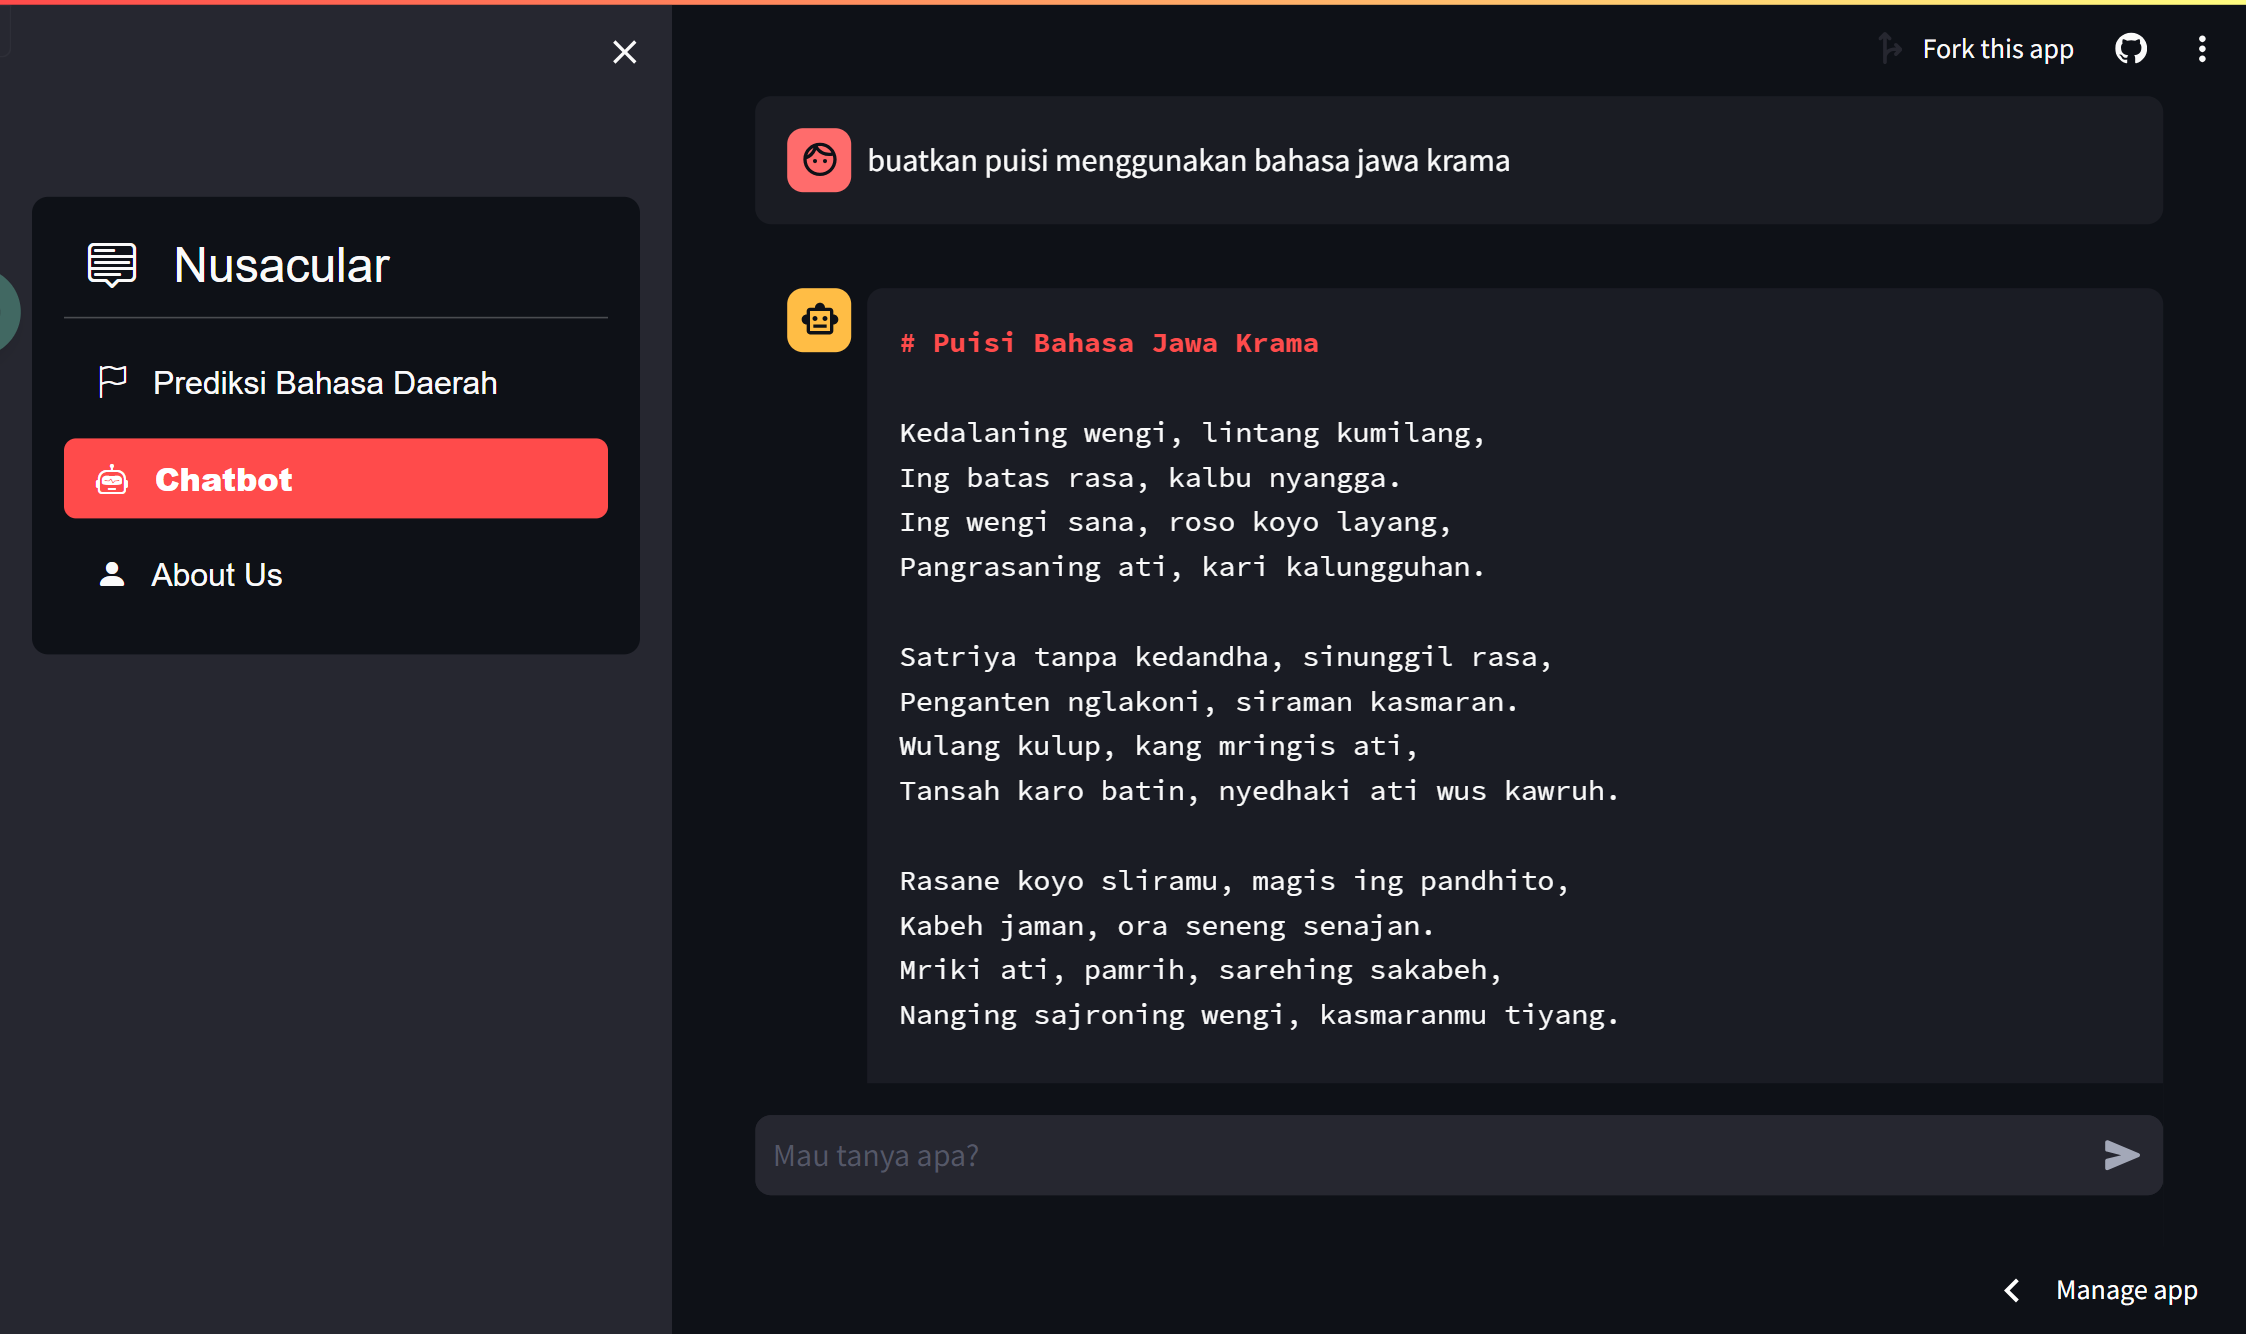 Fork this app
Nusacular
Prediksi Bahasa Daerah
Chatbot
About Us
buatkan puisi menggunakan bahasa jawa krama
# Puisi Bahasa Jawa Krama
Kedalaning wengi, lintang kumilang,
Ing batas rasa, kalbu nyangga.
Ing wengi sana, roso koyo layang,
Pangrasaning ati, kari kalungguhan.
Satriya tanpa kedandha, sinunggil rasa,
Penganten nglakoni, siraman kasmaran.
Wulang kulup, kang mringis ati,
Tansah karo batin, nyedhaki ati wus kawruh.
Rasane koyo sliramu, magis ing pandhito,
Kabeh jaman, ora seneng senajan.
Mriki ati, pamrih, sarehing sakabeh,
Nanging sajroning wengi, kasmaranmu tiyang.
Mau tanya apa?
Manage app